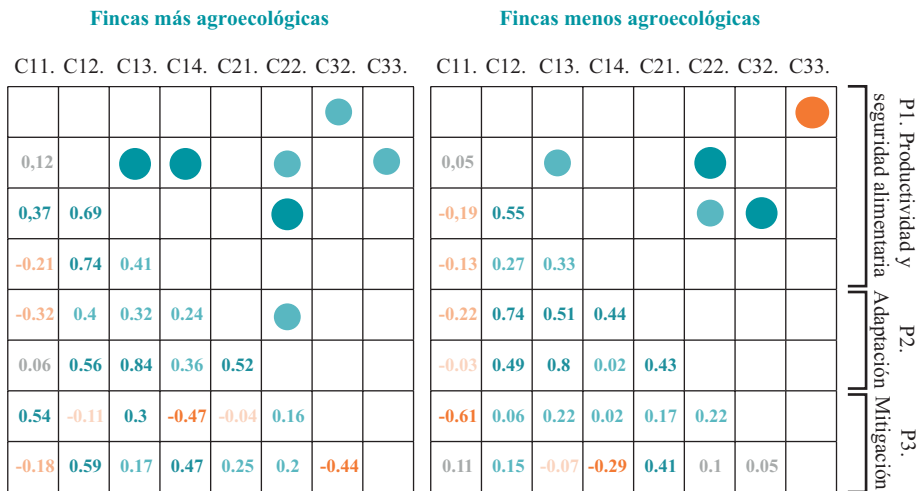 Fincas más agroecológicas
Fincas menos agroecológicas
C11. C12. C13. C14. C21. C22. C32. C33.
C11. C12. C13. C14. C21. C22. C32. C33.
0,12
0,37 0.69
-0.21 0.74 0.41
-0.32 0.4 0.32 0.24
0.06 0.56 0.84 0.36 0.52
0.54 -0.11 0.3 -0.47 -0.04 0.16
-0.18 0.59 0.17 0.47 0.25 0.2 -0.44
0,05
-0,19 0.55
-0.13 0.27 0.33
-0.22 0.74 0.51 0.44
-0.03 0.49 0.8 0.02 0.43
-0.61 0.06 0.22 0.02 0.17 0.22
0.11 0.15 -0.07 -0.29 0.41 0.1 0.05
P1. Productividad y
seguridad alimentaria
P2.
Adaptación
P3.
Mitigación